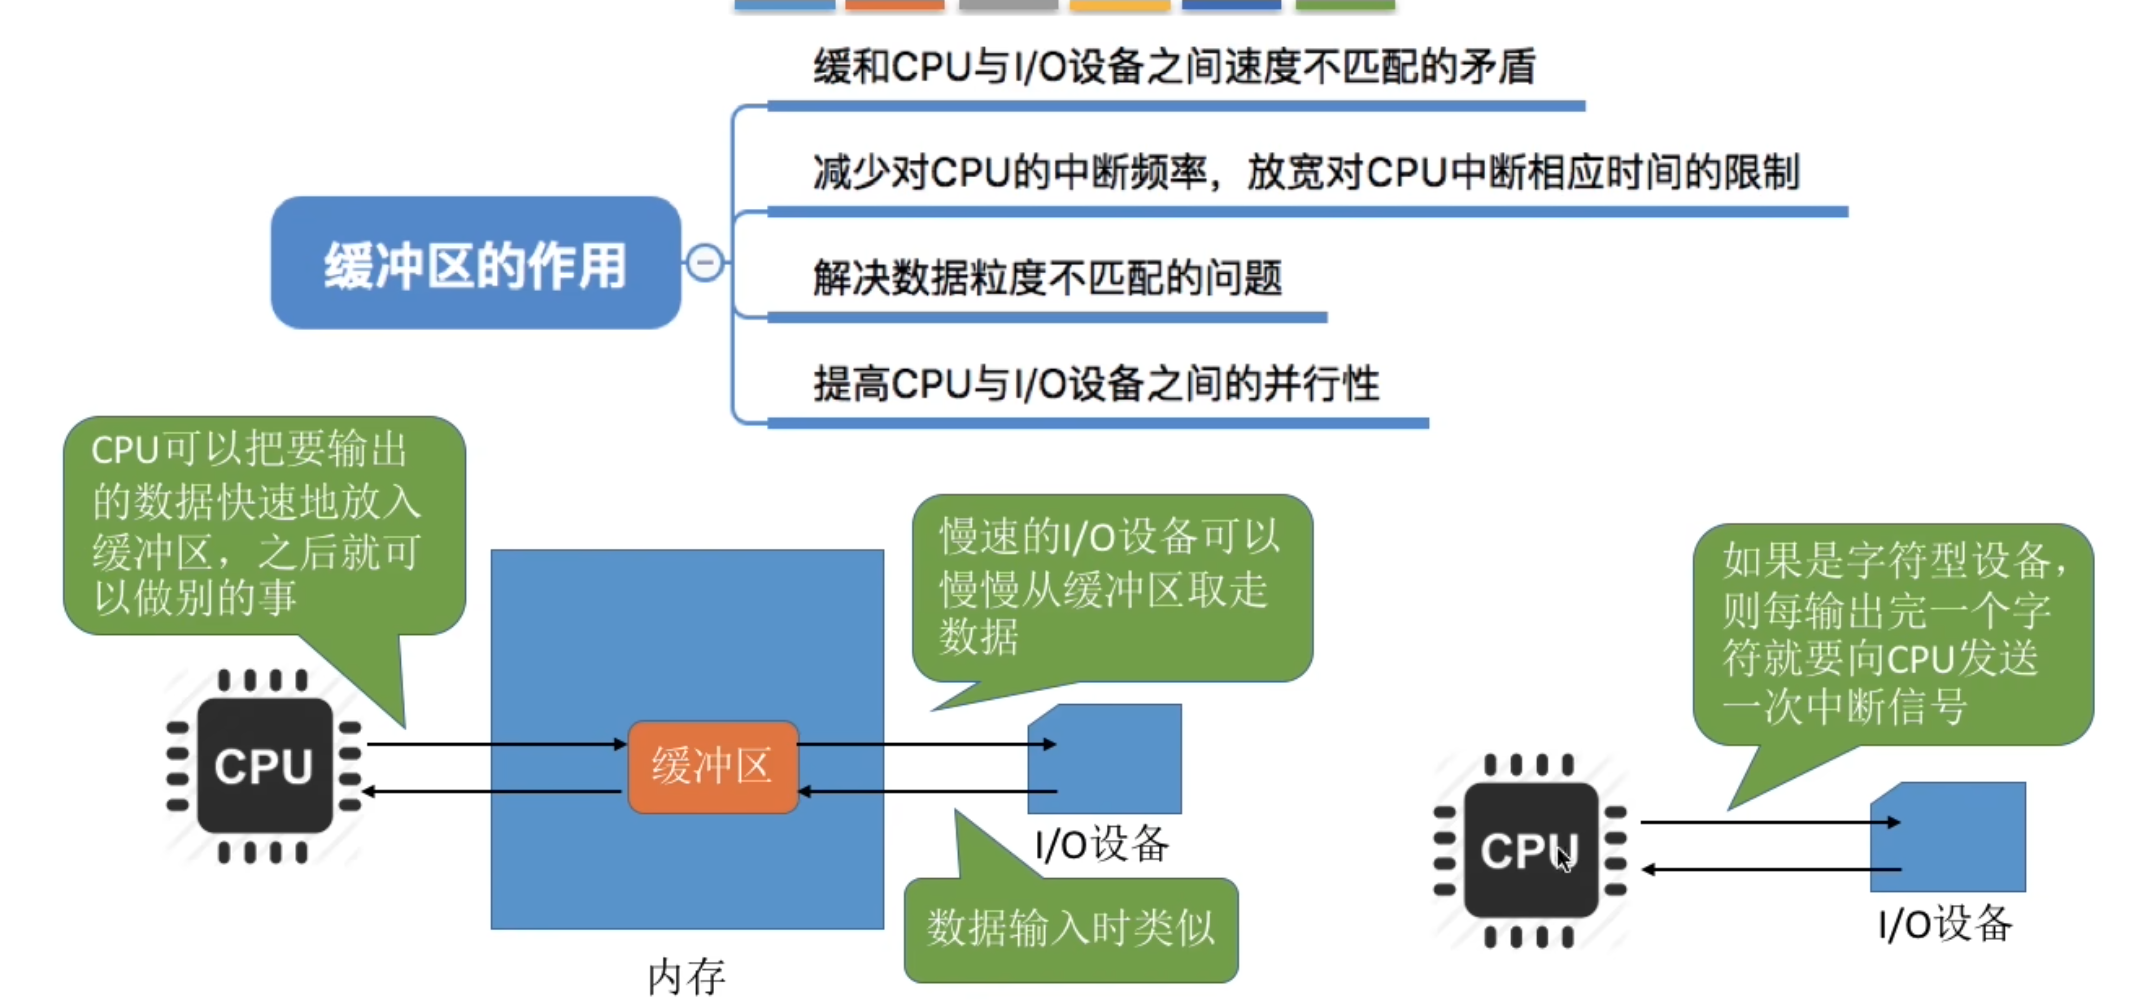 缓和CPU与I/O设备之间速度不匹配的矛盾
减少对CPU的中断频率，放宽对CPU中断相应时间的限制
缓冲区的作用
解决数据粒度不匹配的问题
提高CPU与I/O设备之间的并行性
CPU可以把要输出
的数据快速地放入
缓冲区，之后就可
以做别的事
慢速的I/O设备可以
慢慢从缓冲区取走
数据
如果是字符型设备，
则每输出完一个字
符就要向CPU发送
一次中断信号
CPU
缓冲区
I/O设备
数据输入时类似
内存
CPU
I/O设备